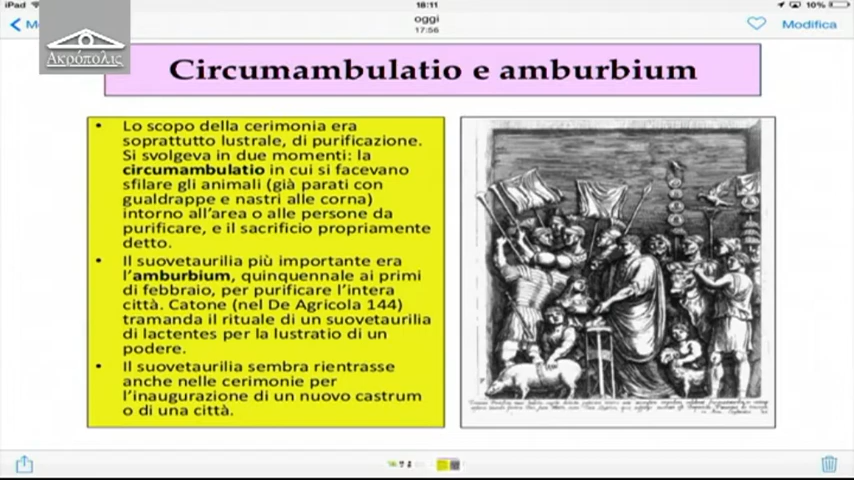 iPad
18:11
10%
oggi
17:56
Modifica
Ακρόπολις
Circumambulatio e amburbium
• Lo scopo della cerimonia era
soprattutto lustrale, di purificazione.
Si svolgeva in due momenti: la
circumambulatio in cui si facevano
sfilare gli animali (già parati con
gualdrappe e nastri alle corna)
intorno all'area o alle persone da
purificare, e il sacrificio propriamente
detto.
• Il suovetaurilia più importante era
l'amburbium, quinquennale ai primi
di febbraio, per purificare l'intera
città. Catone (nel De Agricola 144)
tramanda il rituale di un suovetaurilia
di lactentes per la lustratio di un
podere.
• Il suovetaurilia sembra rientrasse
anche nelle cerimonie per
l'inaugurazione di un nuovo castrum
o di una città.